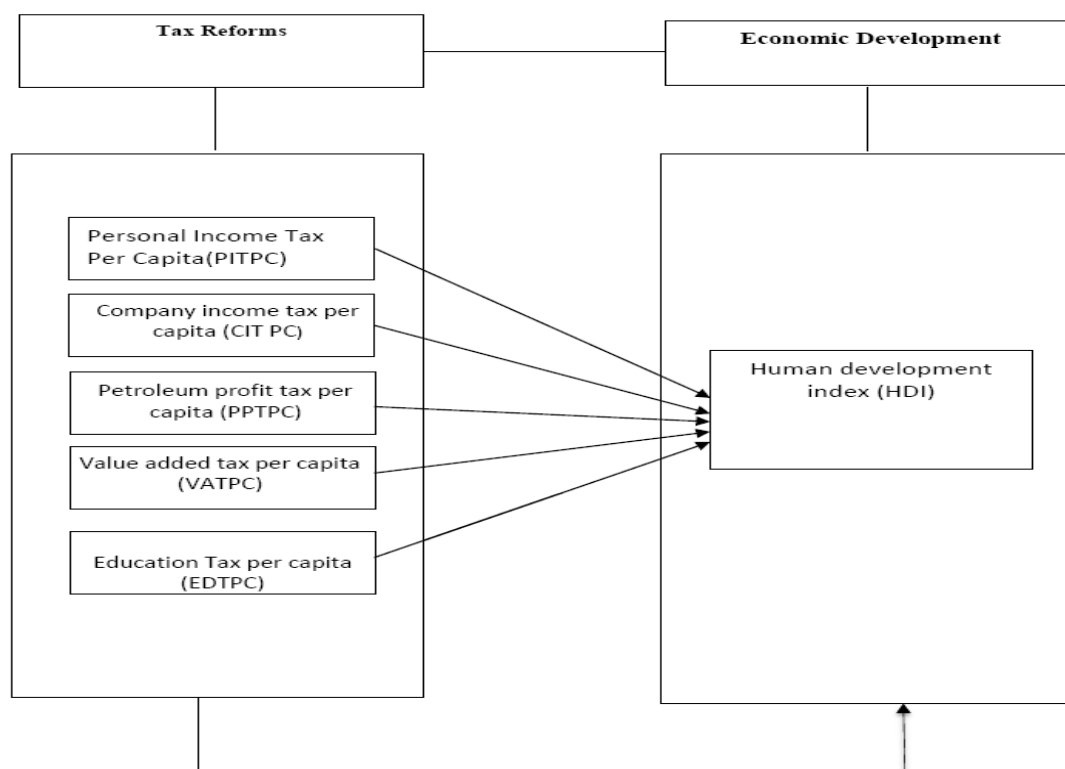 Tax Reforms
Economic Development
Personal Income Tax
Per Capita(PITPC)
Company income tax per
capita (CIT PC)
Petroleum profit tax per
capita (PPTPC)
Value added tax per capita
(VATPC)
Education Tax per capita
(EDTPC)
Human development
index (HDI)